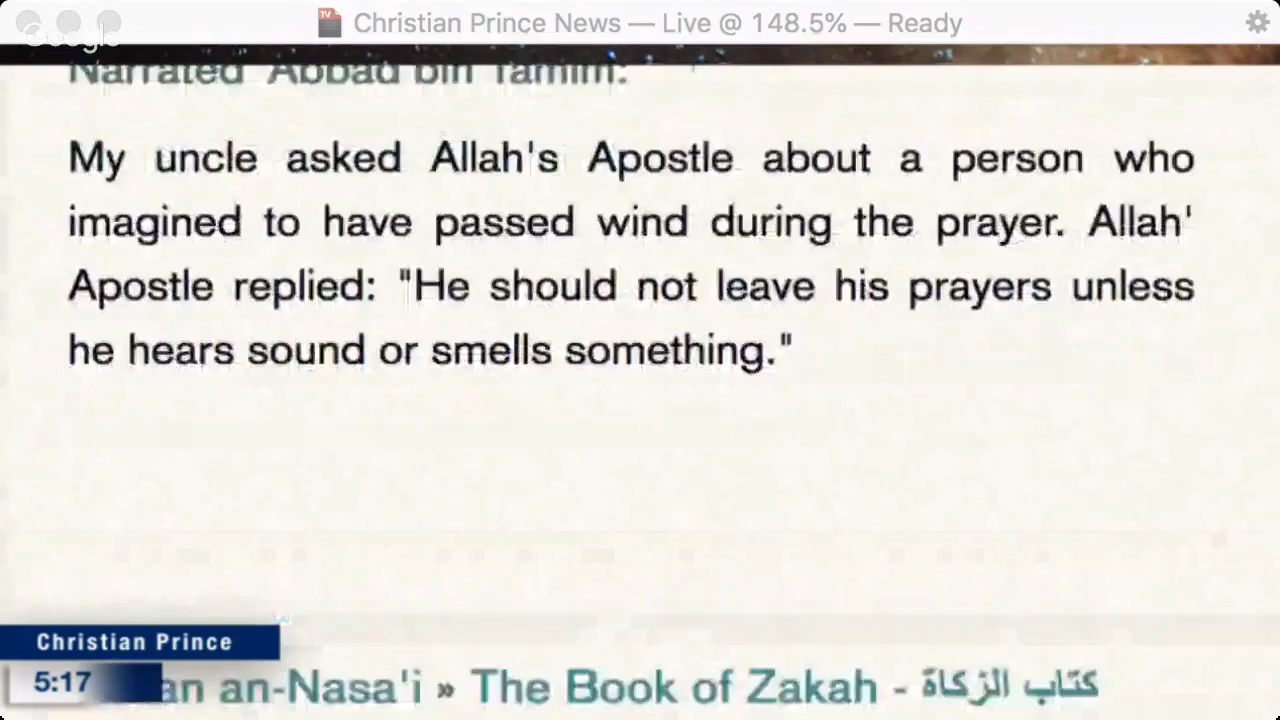 Google
Christian Prince News — Live @ 148.5% — Ready
Narrated 'Abbad bin Tamim:
My uncle asked Allah's Apostle about a person who
imagined to have passed wind during the prayer. Allah'
Apostle replied: "He should not leave his prayers unless
he hears sound or smells something."
Christian Prince
5:17
an an-Nasa'i » The Book of Zakah - كتاب الزكاة